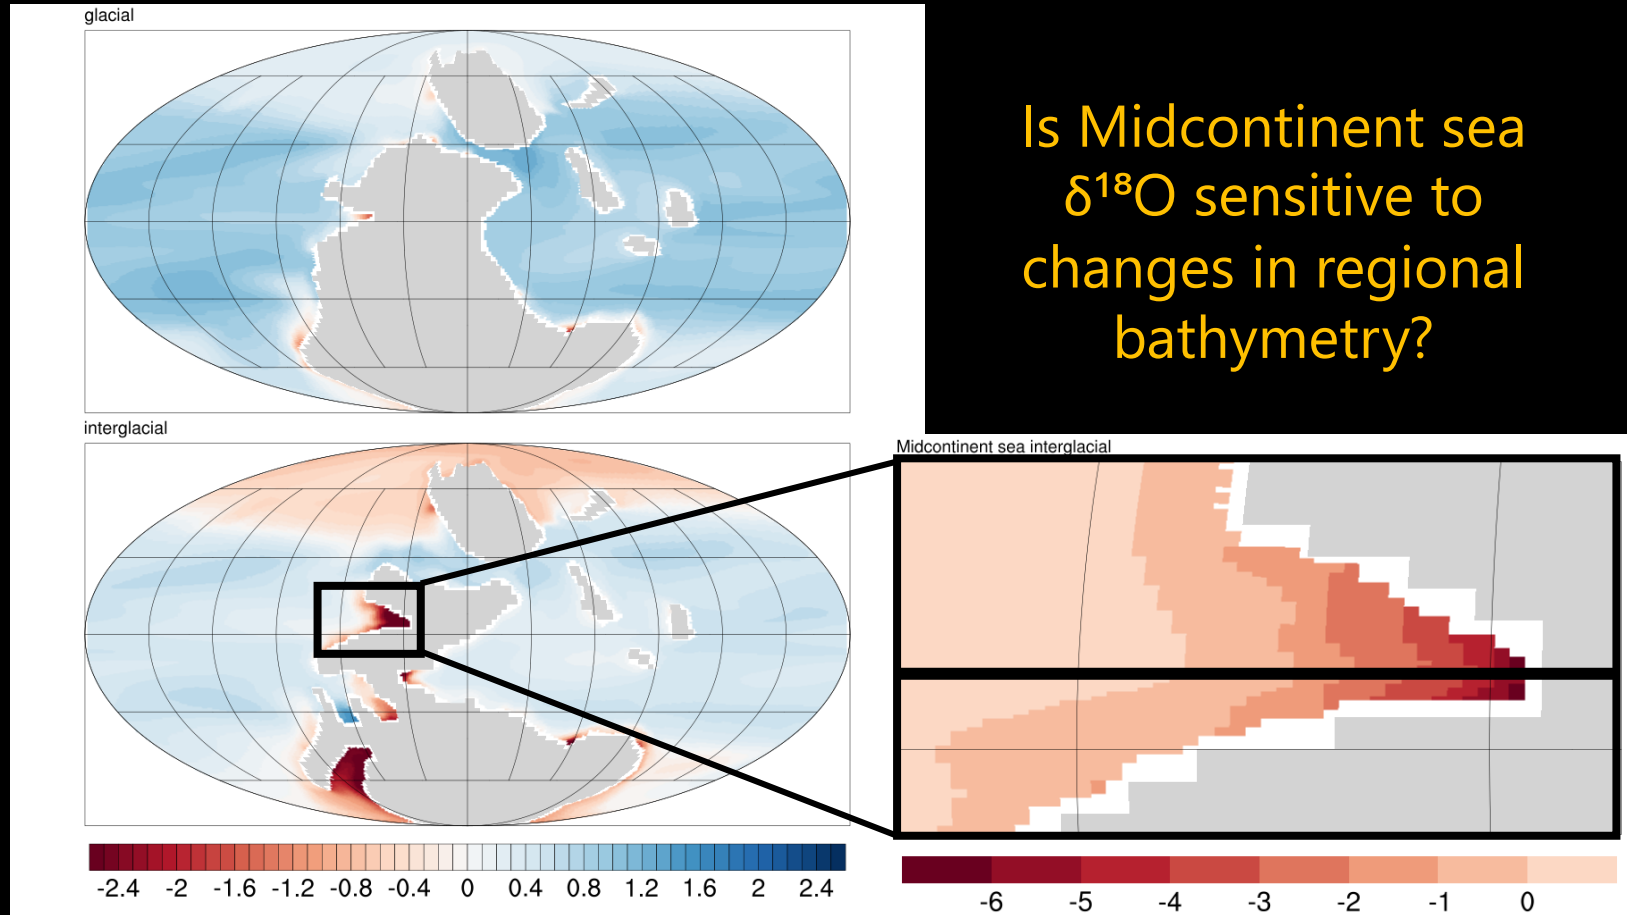 glacial
Is Midcontinent sea
δ¹⁸O sensitive to
changes in regional
bathymetry?
interglacial
Midcontinent sea interglacial
-2.4 -2 -1.6 -1.2 -0.8 -0.4 0 0.4 0.8 1.2 1.6 2 2.4
-6 -5 -4 -3 -2 -1 0